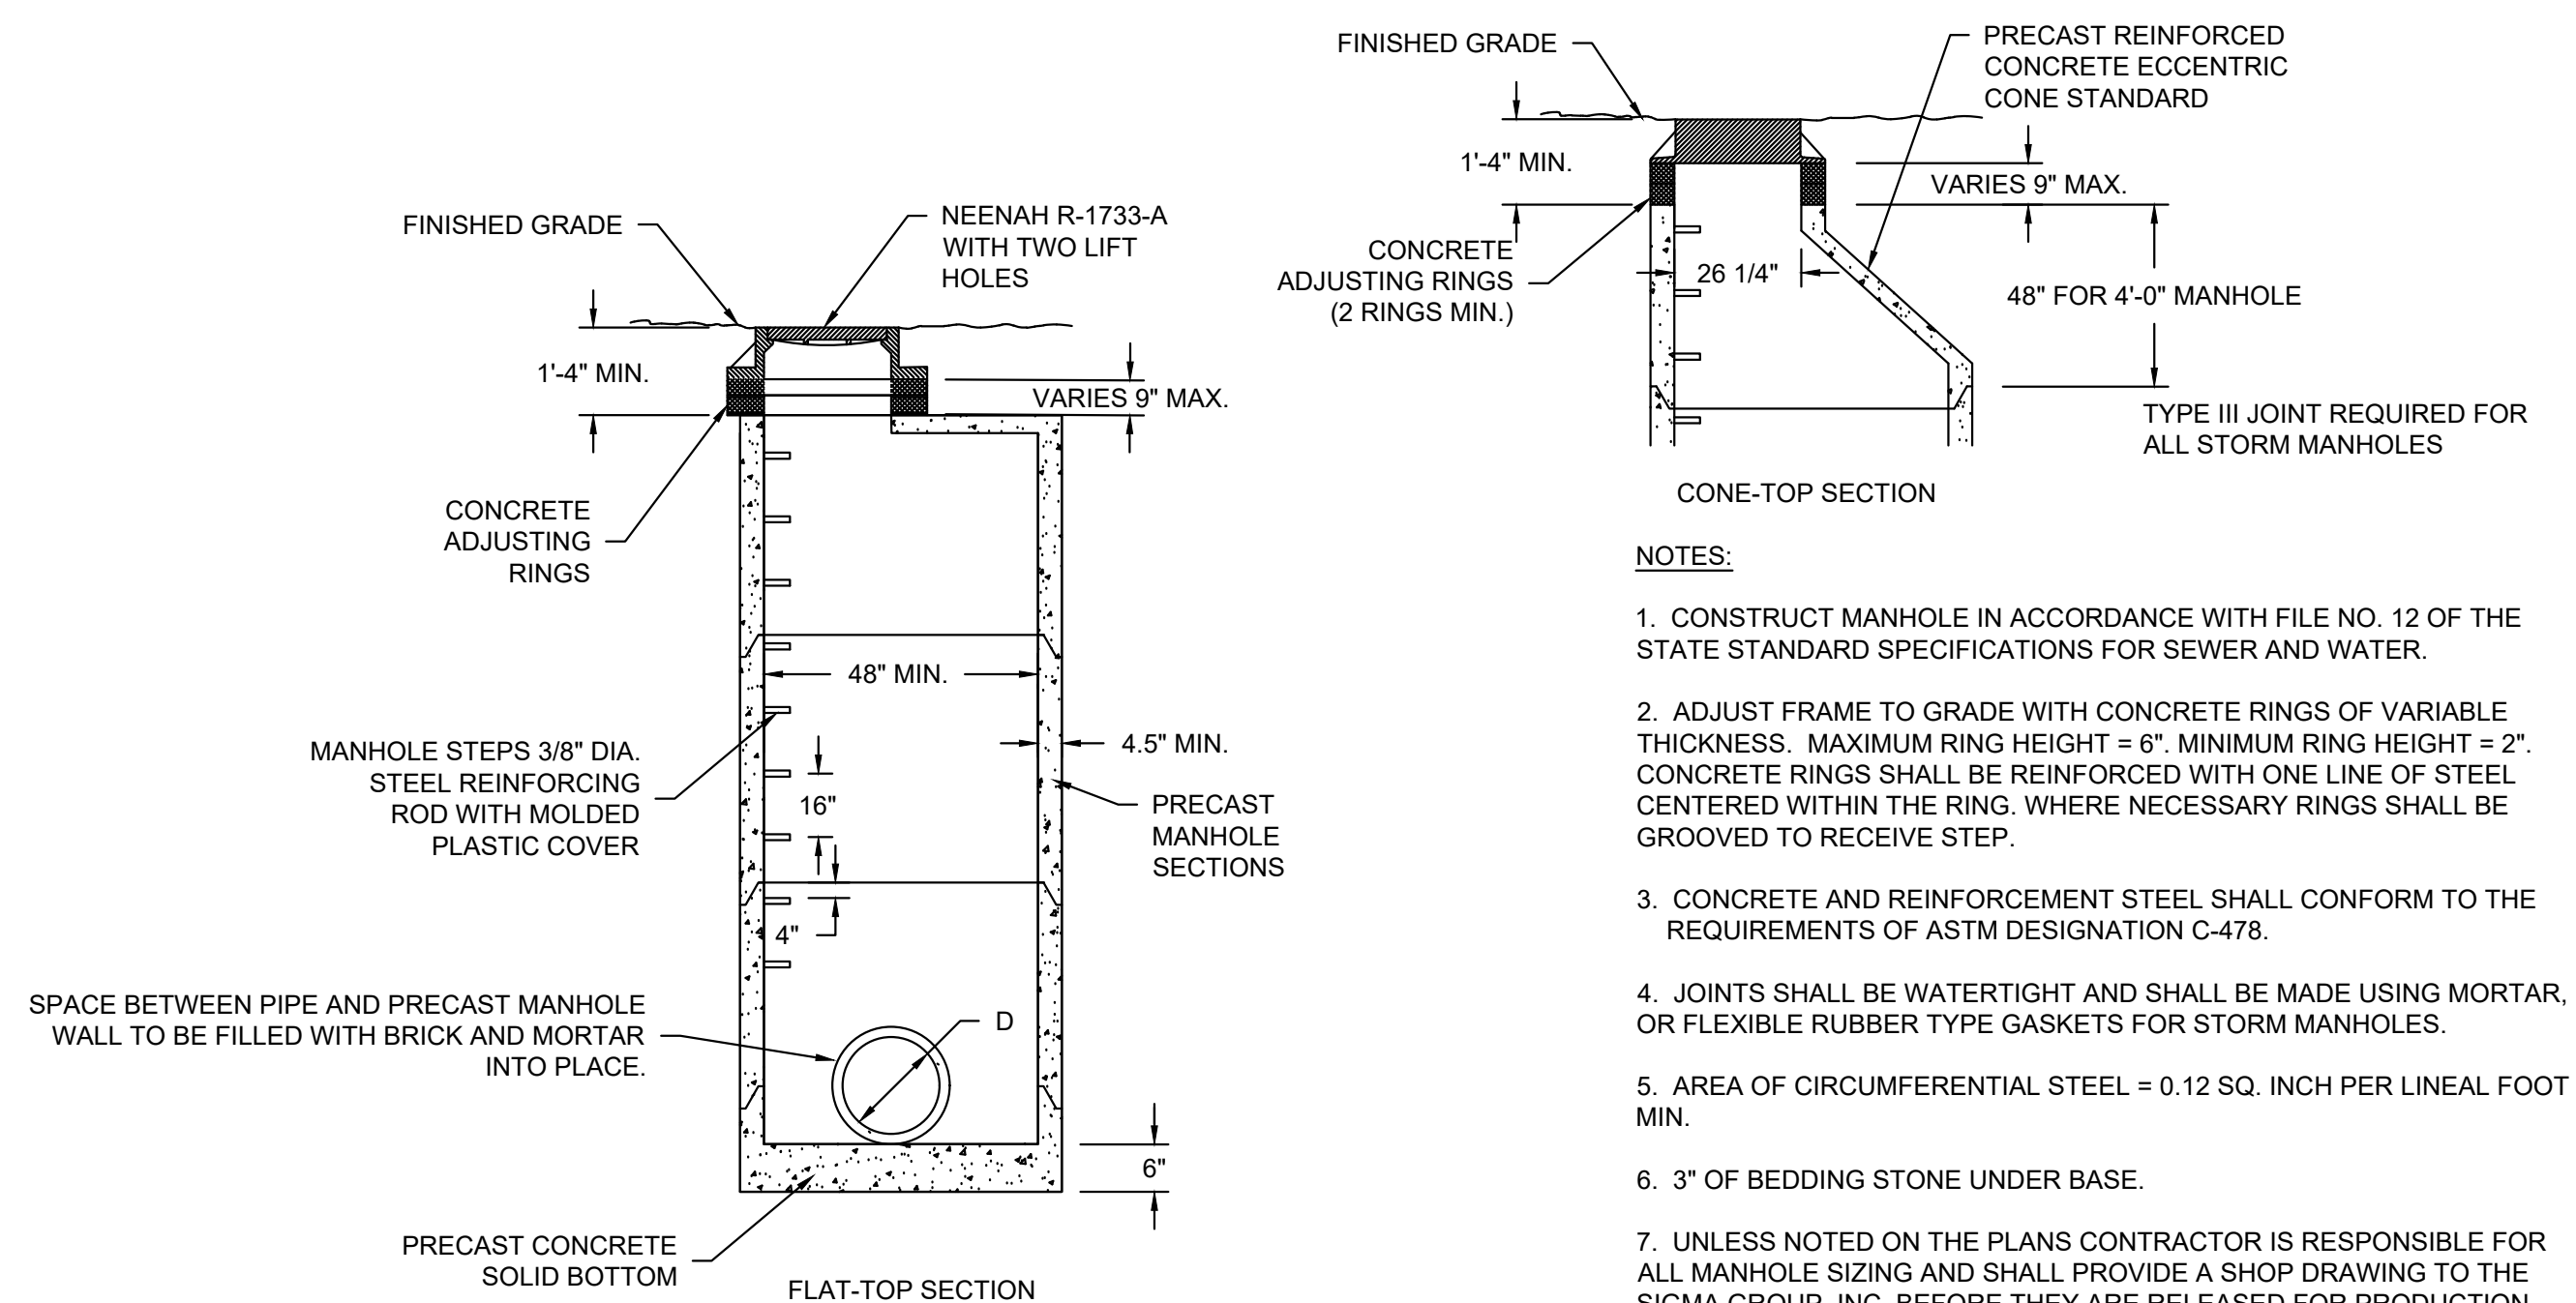 FINISHED GRADE
NEENAH R-1733-A
WITH TWO LIFT
HOLES
1'-4" MIN.
VARIES 9" MAX.
CONCRETE
ADJUSTING
RINGS
48" MIN.
4.5" MIN.
MANHOLE STEPS 3/8" DIA.
STEEL REINFORCING
ROD WITH MOLDED
PLASTIC COVER
16"
PRECAST
MANHOLE
SECTIONS
4"
SPACE BETWEEN PIPE AND PRECAST MANHOLE
WALL TO BE FILLED WITH BRICK AND MORTAR
INTO PLACE.
D
6"
PRECAST CONCRETE
SOLID BOTTOM
FLAT-TOP SECTION
FINISHED GRADE
PRECAST REINFORCED
CONCRETE ECCENTRIC
CONE STANDARD
1'-4" MIN.
VARIES 9" MAX.
CONCRETE
ADJUSTING RINGS
(2 RINGS MIN.)
26 1/4"
48" FOR 4'-0" MANHOLE
TYPE III JOINT REQUIRED FOR
ALL STORM MANHOLES
CONE-TOP SECTION
NOTES:
1. CONSTRUCT MANHOLE IN ACCORDANCE WITH FILE NO. 12 OF THE
STATE STANDARD SPECIFICATIONS FOR SEWER AND WATER.
2. ADJUST FRAME TO GRADE WITH CONCRETE RINGS OF VARIABLE
THICKNESS. MAXIMUM RING HEIGHT = 6". MINIMUM RING HEIGHT = 2".
CONCRETE RINGS SHALL BE REINFORCED WITH ONE LINE OF STEEL
CENTERED WITHIN THE RING. WHERE NECESSARY RINGS SHALL BE
GROOVED TO RECEIVE STEP.
3. CONCRETE AND REINFORCEMENT STEEL SHALL CONFORM TO THE
REQUIREMENTS OF ASTM DESIGNATION C-478.
4. JOINTS SHALL BE WATERTIGHT AND SHALL BE MADE USING MORTAR,
OR FLEXIBLE RUBBER TYPE GASKETS FOR STORM MANHOLES.
5. AREA OF CIRCUMFERENTIAL STEEL = 0.12 SQ. INCH PER LINEAL FOOT
MIN.
6. 3" OF BEDDING STONE UNDER BASE.
7. UNLESS NOTED ON THE PLANS CONTRACTOR IS RESPONSIBLE FOR
ALL MANHOLE SIZING AND SHALL PROVIDE A SHOP DRAWING TO THE
SIGMA GROUP, INC. BEFORE THEY ARE RELEASED FOR PRODUCTION